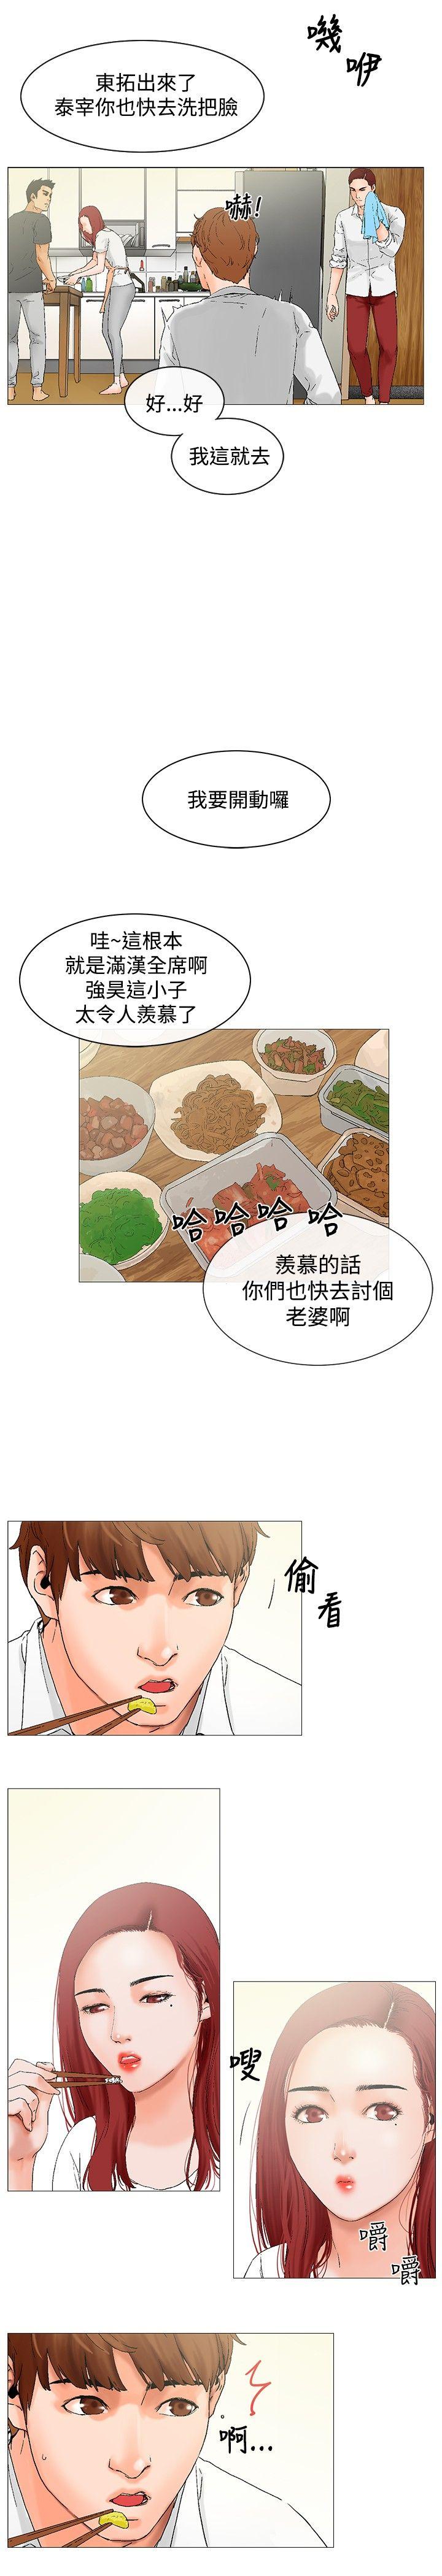 嘰
咿
東拓出來了
泰宰你也快去洗把臉
嚇!
好...好
我這就去
我要開動囉
哇~這根本
就是滿漢全席啊
強昊這小子
太令人羨慕了
哈哈哈哈
羨慕的話
你們也快去討個
老婆啊
偷
看
嗖
嚼
嚼
啊...